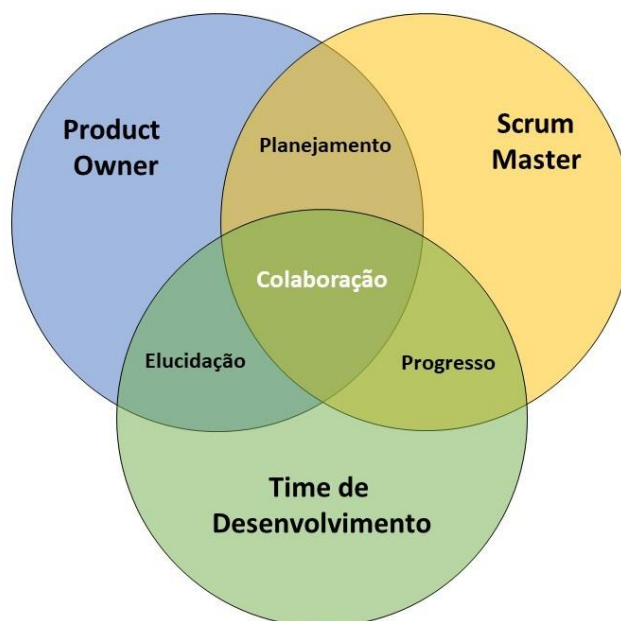 Product
Owner
Scrum
Master
Planejamento
Colaboração
Elucidação
Progresso
Time de
Desenvolvimento